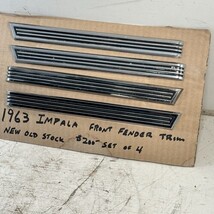 1963 IMPALA FRONT FENDER TRIM
NEW OLD STOCK $200 SET OF 4